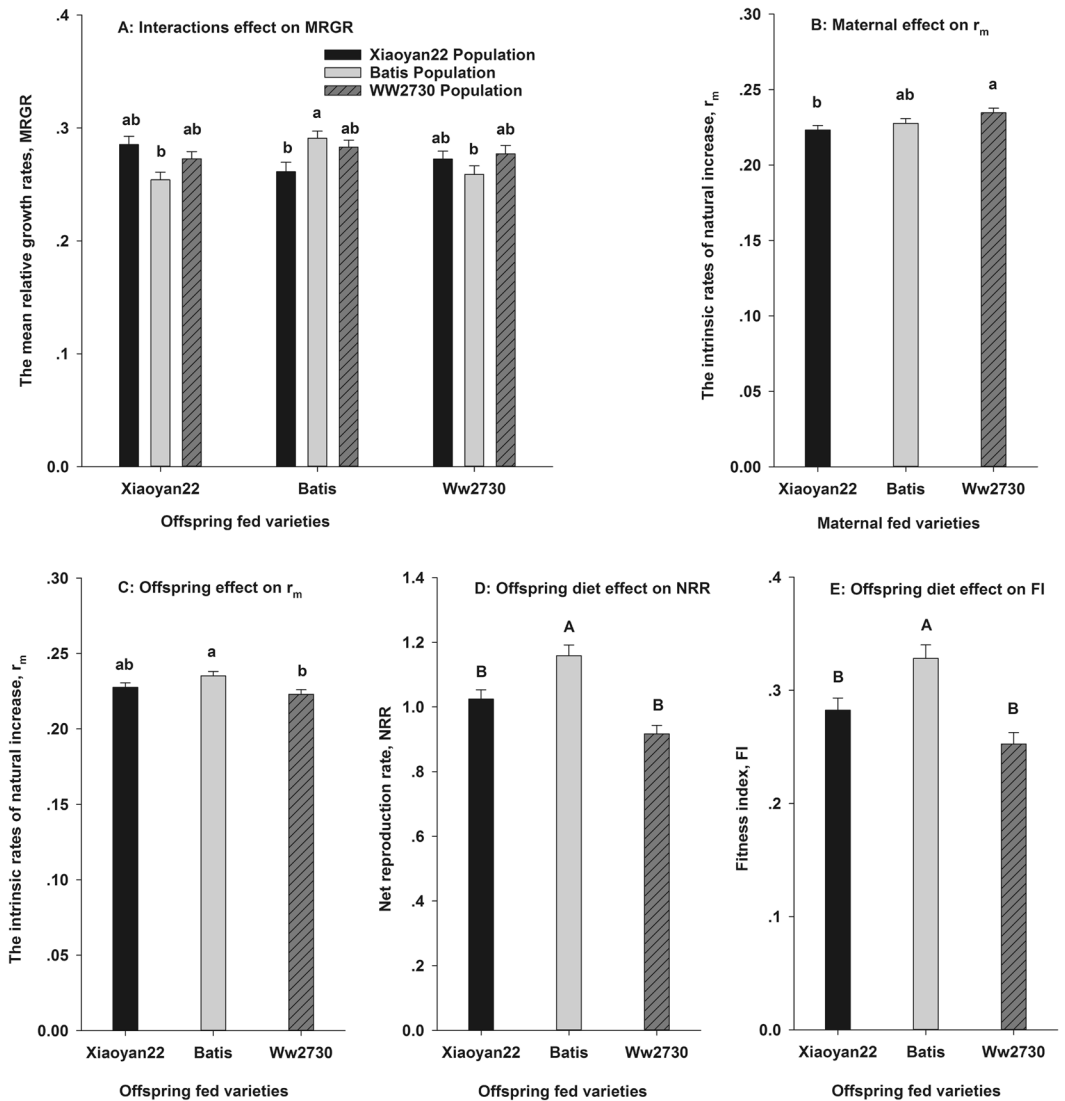 A: Interactions effect on MRGR
Xiaoyan22 Population
Batis Population
WW2730 Population
The mean relative growth rates, MRGR
.4
.3
.2
.1
0.0
ab
b
ab
b
a
ab
ab
b
ab
Xiaoyan22
Batis
Ww2730
Offspring fed varieties
B: Maternal effect on rm
The intrinsic rates of natural increase, rm
.30
.25
.20
.15
.10
.05
0.00
b
ab
a
Xiaoyan22
Batis
Ww2730
Maternal fed varieties
C: Offspring effect on rm
The intrinsic rates of natural increase, rm
.30
.25
.20
.15
.10
.05
0.00
ab
a
b
Xiaoyan22
Batis
Ww2730
Offspring fed varieties
D: Offspring diet effect on NRR
Net reproduction rate, NRR
1.4
1.2
1.0
.8
.6
.4
.2
0.0
B
A
B
Xiaoyan22
Batis
Ww2730
Offspring fed varieties
E: Offspring diet effect on FI
Fitness index, FI
.4
.3
.2
.1
0.0
B
A
B
Xiaoyan22
Batis
Ww2730
Offspring fed varieties